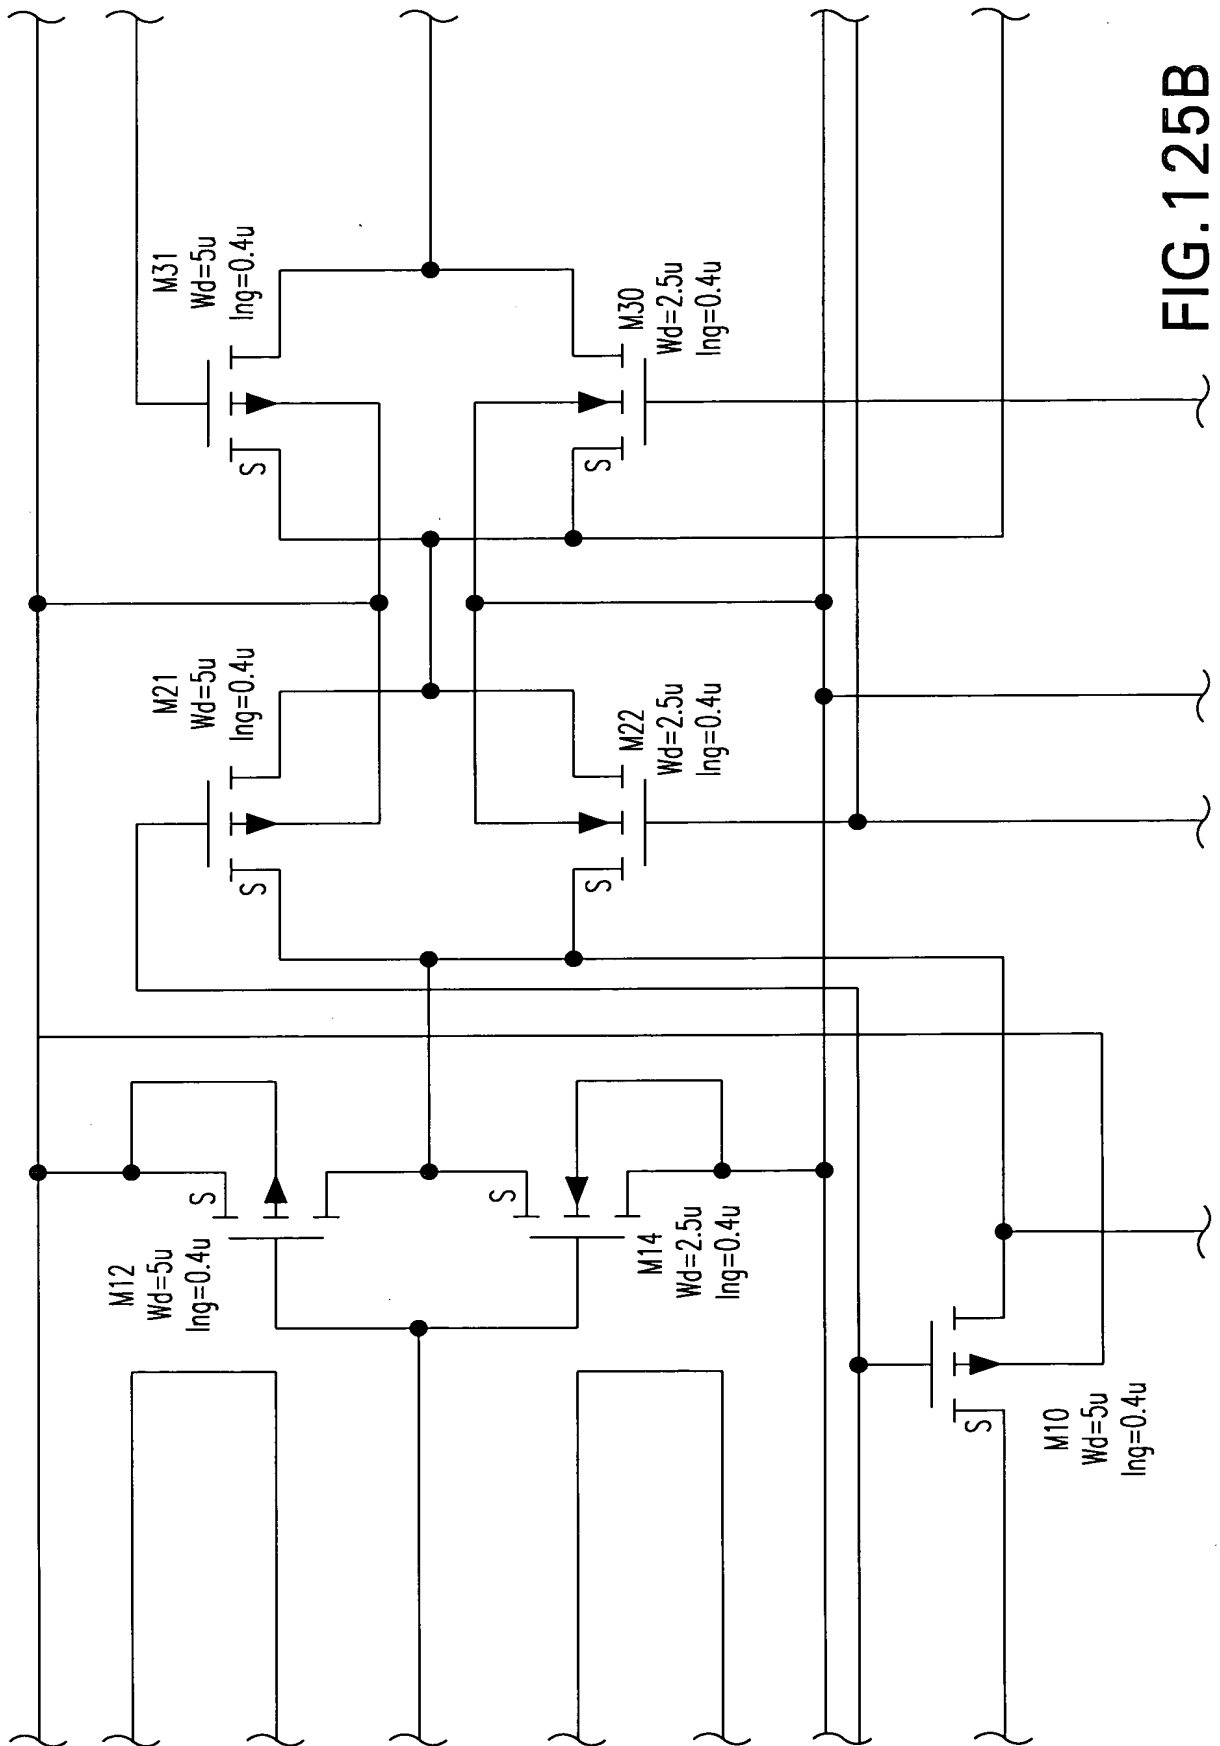 M31
Wd=5u
lng=0.4u
S
M30
Wd=2.5u
lng=0.4u
S
M21
Wd=5u
lng=0.4u
S
M22
Wd=2.5u
lng=0.4u
S
M12
Wd=5u
lng=0.4u
S
M14
Wd=2.5u
lng=0.4u
S
M10
Wd=5u
lng=0.4u
S
FIG.125B